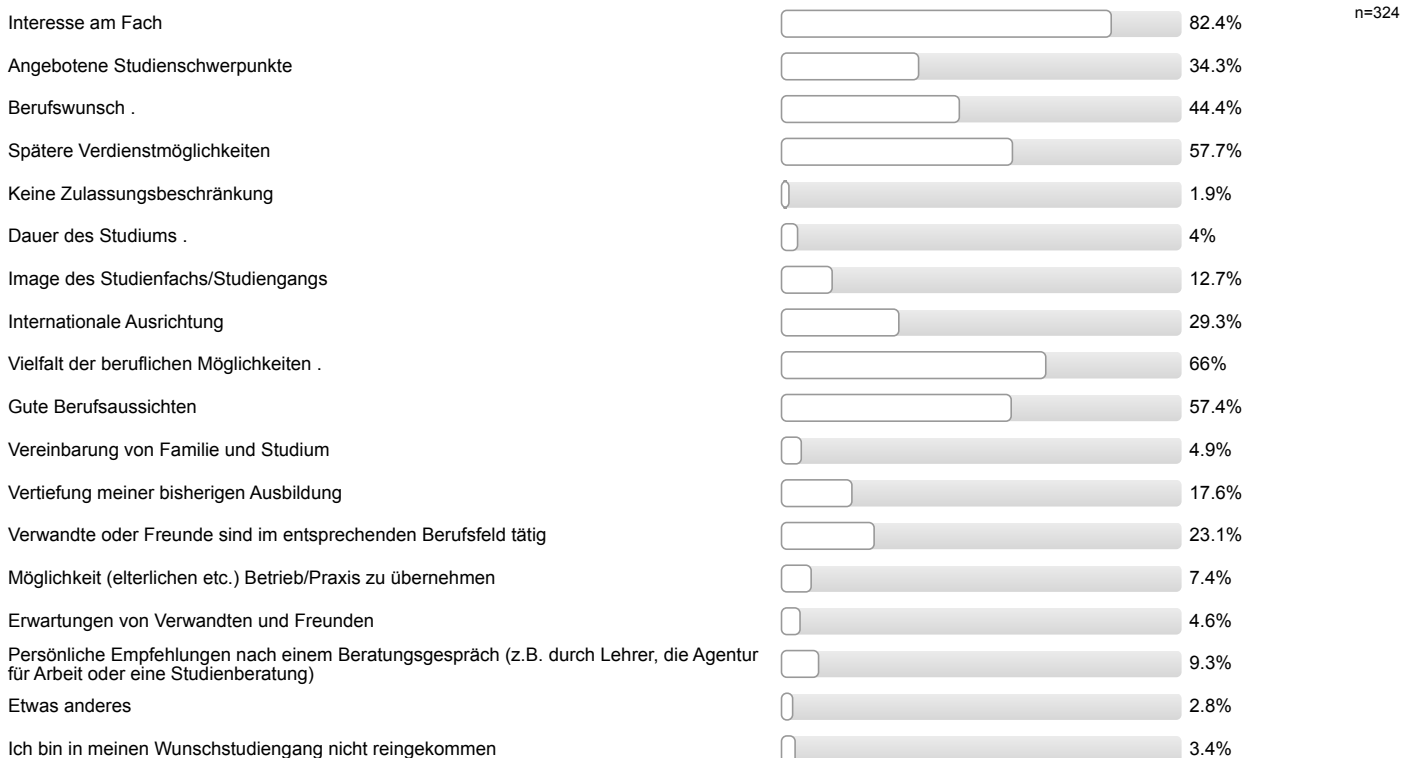 Interesse am Fach 82.4% n=324
Angebotene Studienschwerpunkte 34.3%
Berufswunsch . 44.4%
Spätere Verdienstmöglichkeiten 57.7%
Keine Zulassungsbeschränkung 1.9%
Dauer des Studiums . 4%
Image des Studienfachs/Studiengangs 12.7%
Internationale Ausrichtung 29.3%
Vielfalt der beruflichen Möglichkeiten . 66%
Gute Berufsaussichten 57.4%
Vereinbarung von Familie und Studium 4.9%
Vertiefung meiner bisherigen Ausbildung 17.6%
Verwandte oder Freunde sind im entsprechenden Berufsfeld tätig 23.1%
Möglichkeit (elterlichen etc.) Betrieb/Praxis zu übernehmen 7.4%
Erwartungen von Verwandten und Freunden 4.6%
Persönliche Empfehlungen nach einem Beratungsgespräch (z.B. durch Lehrer, die Agentur
für Arbeit oder eine Studienberatung) 9.3%
Etwas anderes 2.8%
Ich bin in meinen Wunschstudiengang nicht reingekommen 3.4%